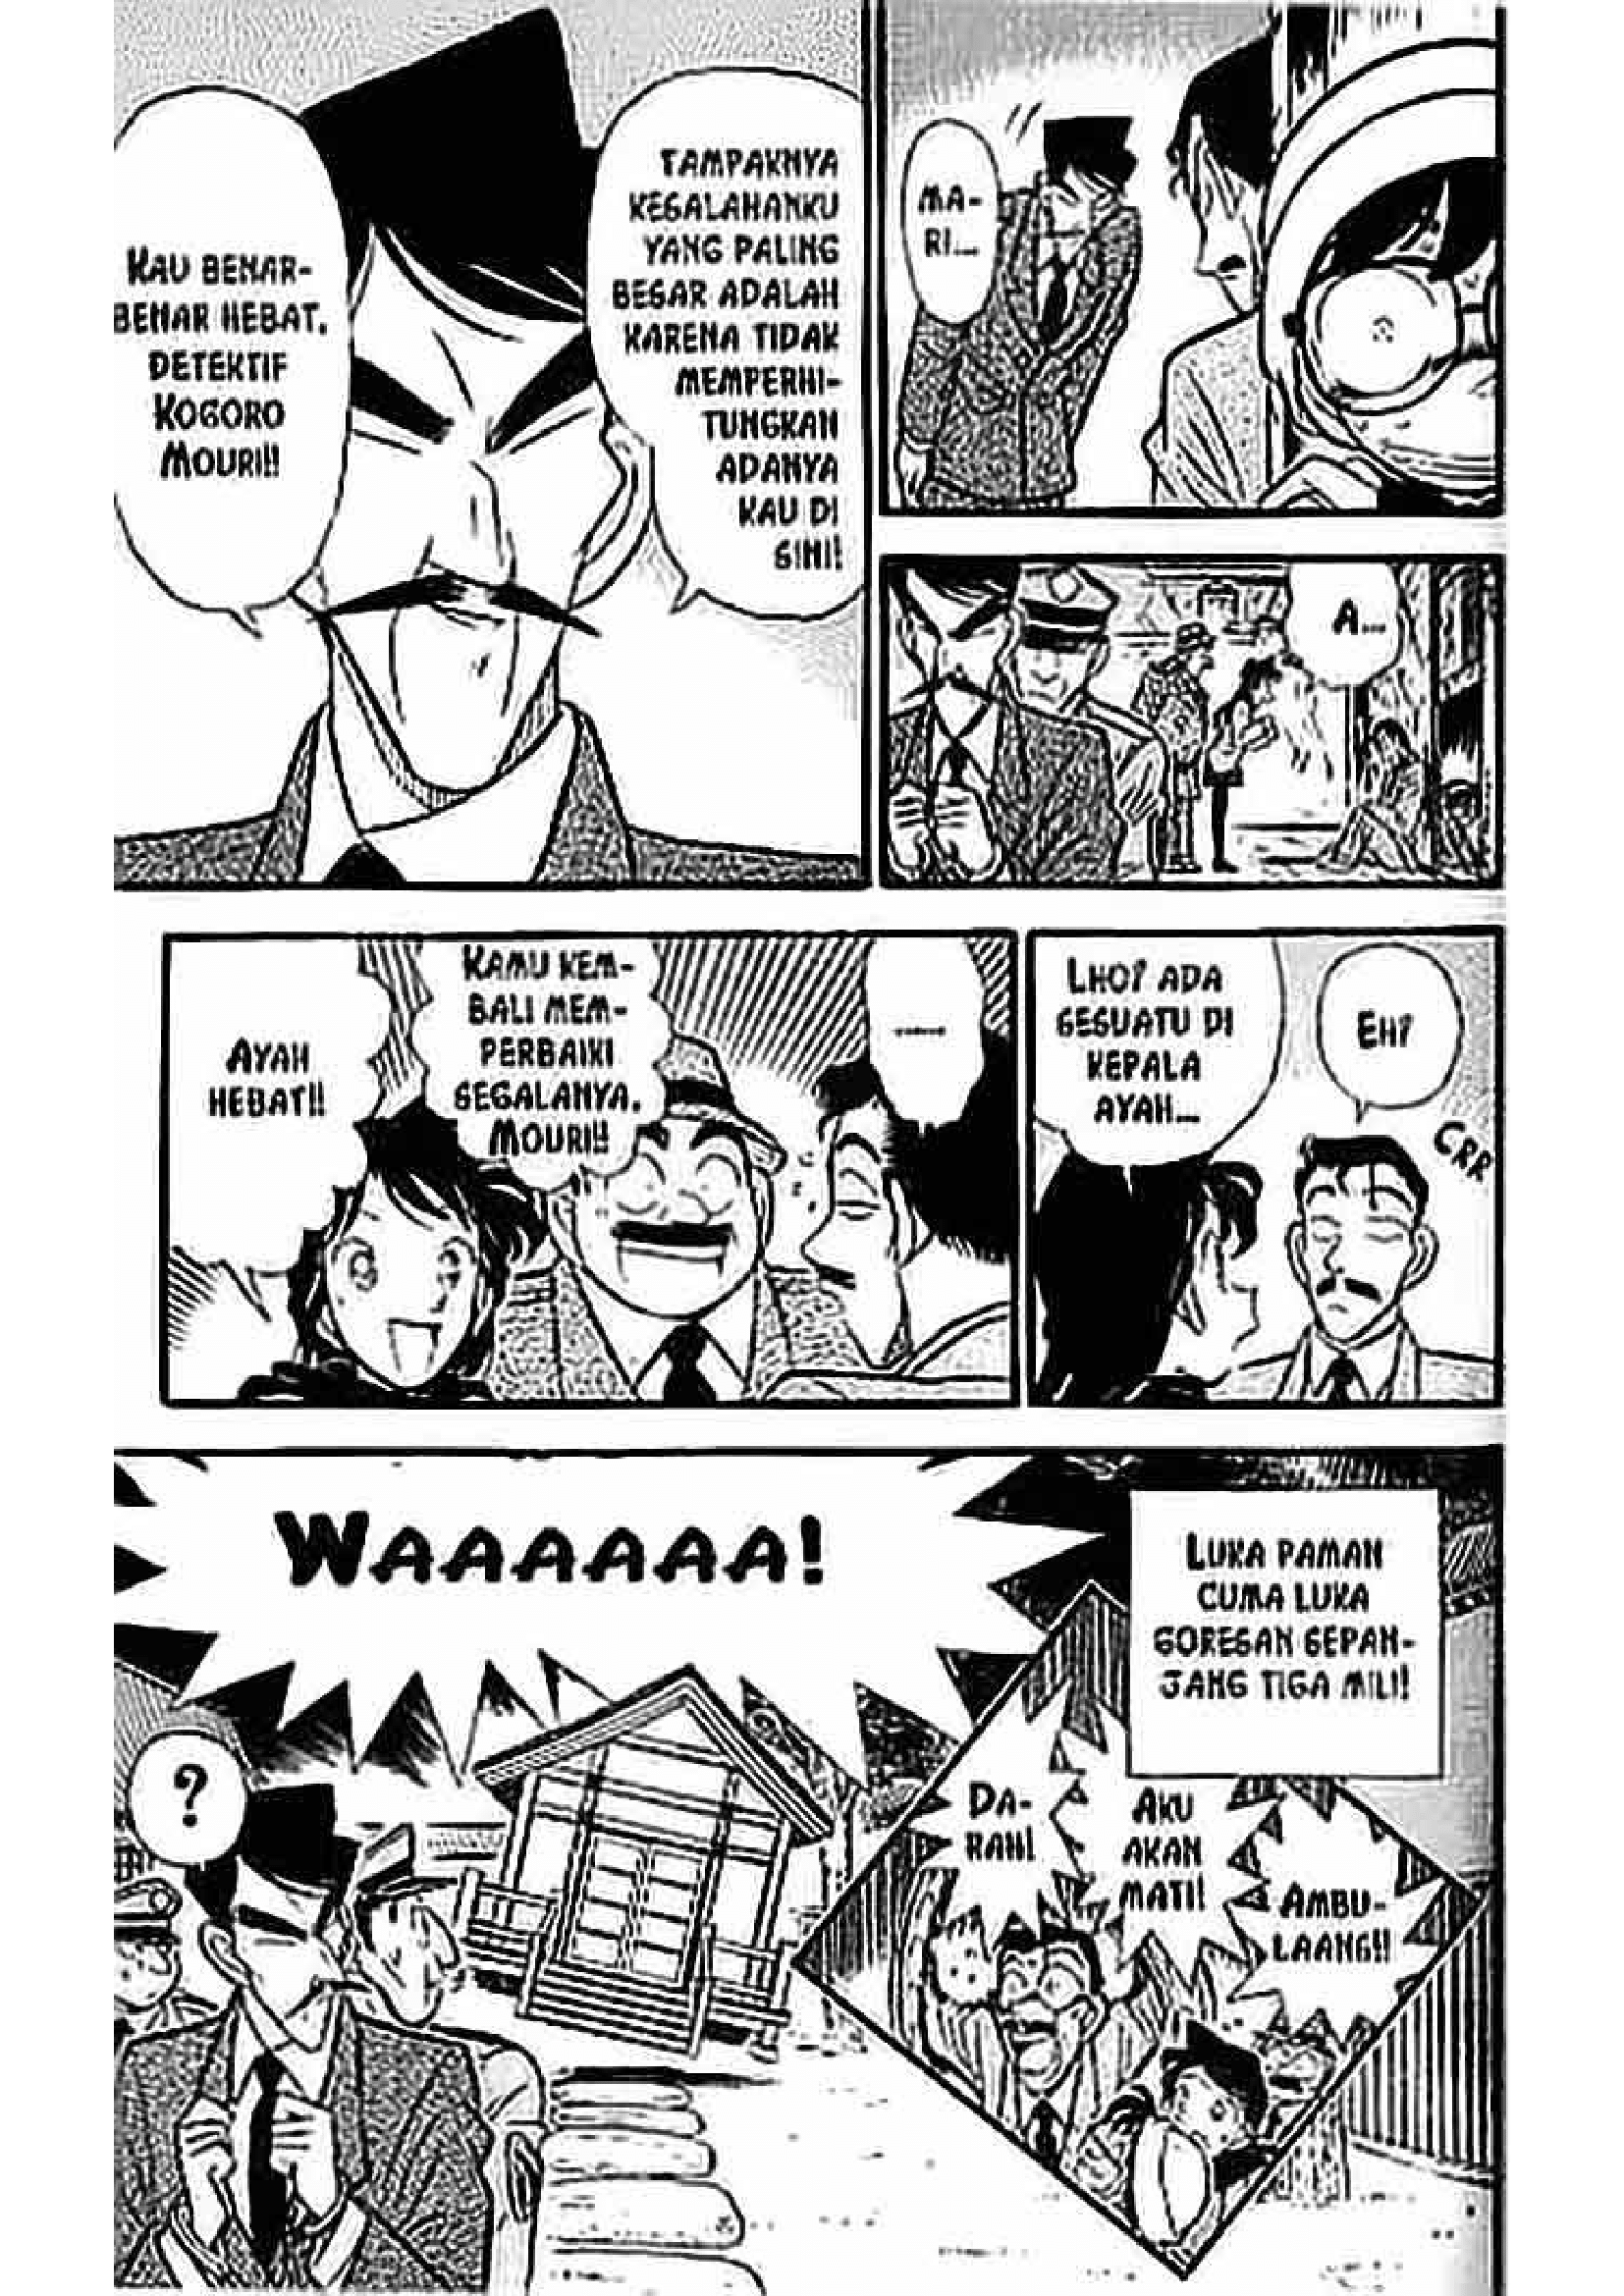 MA-
RI...
A...
TAMPAKNYA
KESALAHANKU
YANG PALING
BESAR ADALAH
KARENA TIDAK
MEMPERHI-
TUNGKAN
ADANYA
KAU DI
SINI!
KAU BENAR-
BENAR HEBAT,
DETEKTIF
KOGORO
MOURI!!
EH?
CRR
LHO? ADA
SESUATU DI
KEPALA
AYAH...
......
KAMU KEM-
BALI MEM-
PERBAIKI
SEGALANYA,
MOURI!!
AYAH
HEBAT!!
LUKA PAMAN
CUMA LUKA
GORESAN SEPAN-
JANG TIGA MILI!
WAAAAAA!
AMBU-
LAANS!!
AKU
AKAN
MATI!
DA-
RAH!
?